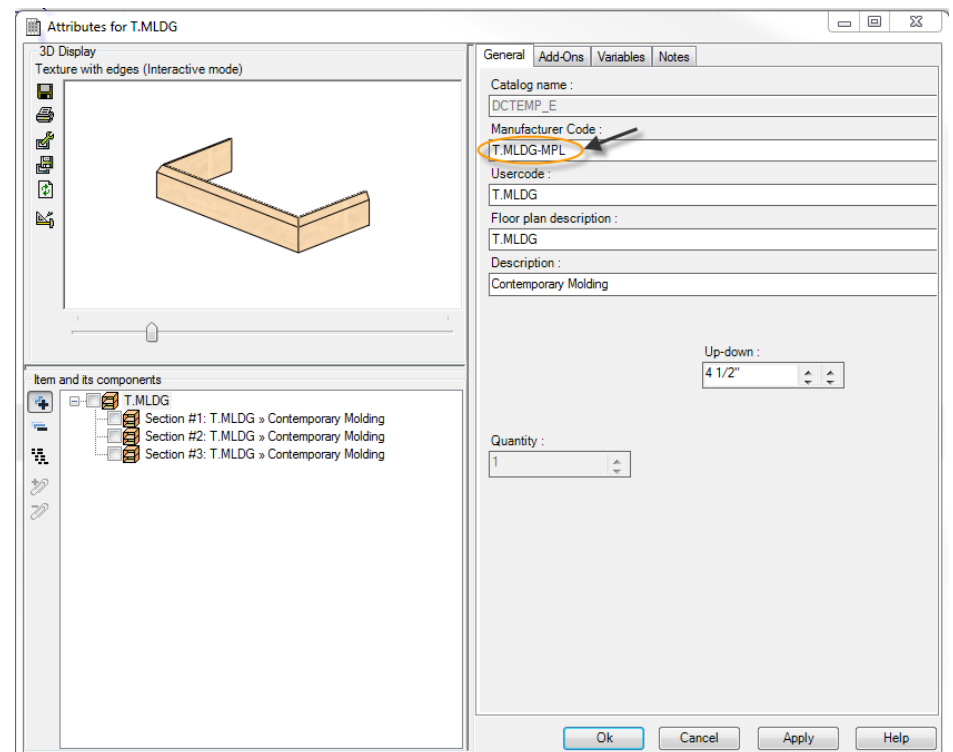 Attributes for T.MLDG
3D Display
Texture with edges (Interactive mode)
Item and its components
T.MLDG
Section #1: T.MLDG » Contemporary Molding
Section #2: T.MLDG » Contemporary Molding
Section #3: T.MLDG » Contemporary Molding
General Add-Ons Variables Notes
Catalog name :
DCTEMP_E
Manufacturer Code :
T.MLDG-MPL
Usercode :
T.MLDG
Floor plan description :
T.MLDG
Description :
Contemporary Molding
Up-down :
4 1/2"
Quantity :
1
Ok Cancel Apply Help